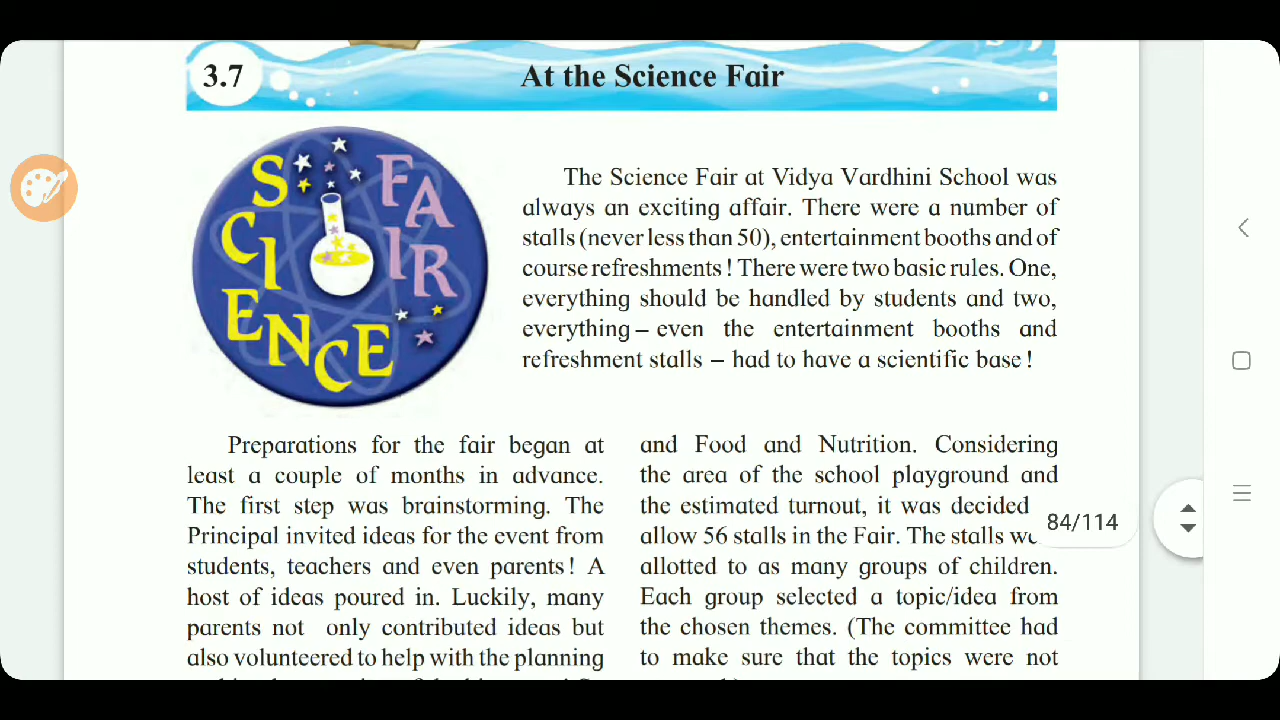 3.7
At the Science Fair
SCIENCE
FAIR
The Science Fair at Vidya Vardhini School was
always an exciting affair. There were a number of
stalls (never less than 50), entertainment booths and of
course refreshments ! There were two basic rules. One,
everything should be handled by students and two,
everything – even the entertainment booths and
refreshment stalls – had to have a scientific base !
Preparations for the fair began at
least a couple of months in advance.
The first step was brainstorming. The
Principal invited ideas for the event from
students, teachers and even parents ! A
host of ideas poured in. Luckily, many
parents not only contributed ideas but
also volunteered to help with the planning
and Food and Nutrition. Considering
the area of the school playground and
the estimated turnout, it was decided
allow 56 stalls in the Fair. The stalls
allotted to as many groups of children.
Each group selected a topic/idea from
the chosen themes. (The committee had
to make sure that the topics were not
84/114